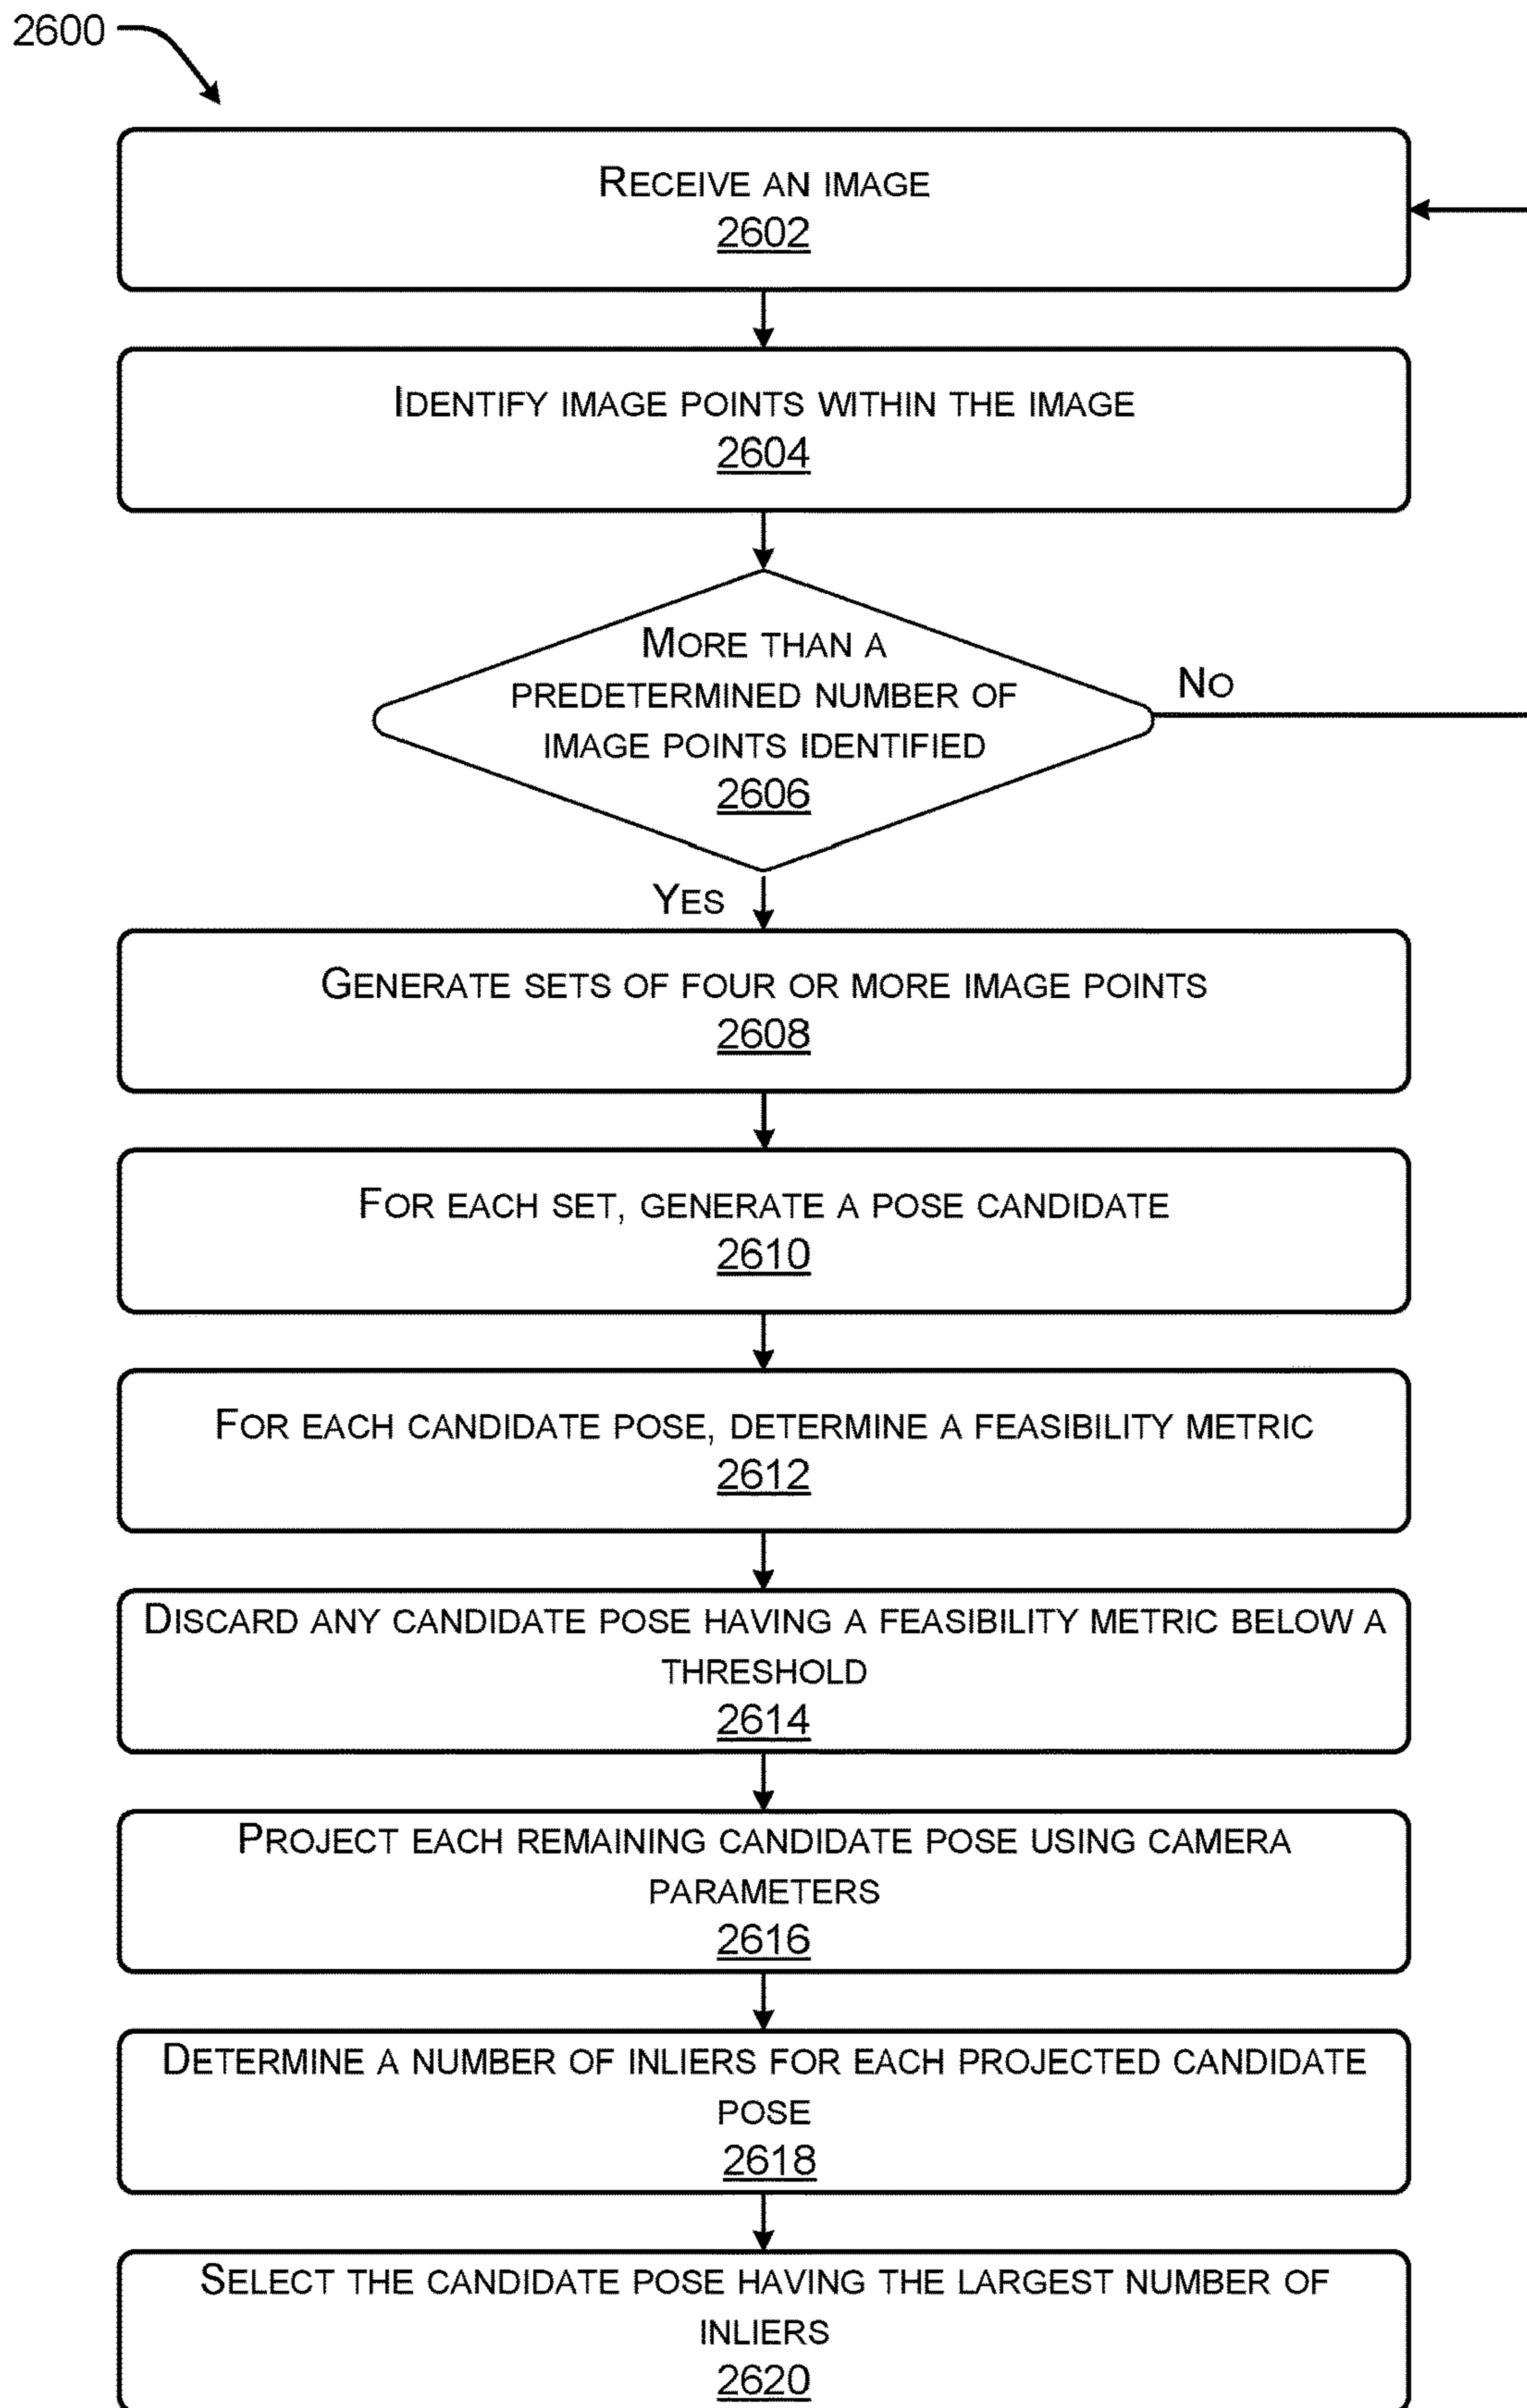 2600
RECEIVE AN IMAGE
2602
IDENTIFY IMAGE POINTS WITHIN THE IMAGE
2604
MORE THAN A
PREDETERMINED NUMBER OF
IMAGE POINTS IDENTIFIED
2606
NO
YES
GENERATE SETS OF FOUR OR MORE IMAGE POINTS
2608
FOR EACH SET, GENERATE A POSE CANDIDATE
2610
FOR EACH CANDIDATE POSE, DETERMINE A FEASIBILITY METRIC
2612
DISCARD ANY CANDIDATE POSE HAVING A FEASIBILITY METRIC BELOW A
THRESHOLD
2614
PROJECT EACH REMAINING CANDIDATE POSE USING CAMERA
PARAMETERS
2616
DETERMINE A NUMBER OF INLIERS FOR EACH PROJECTED CANDIDATE
POSE
2618
SELECT THE CANDIDATE POSE HAVING THE LARGEST NUMBER OF
INLIERS
2620